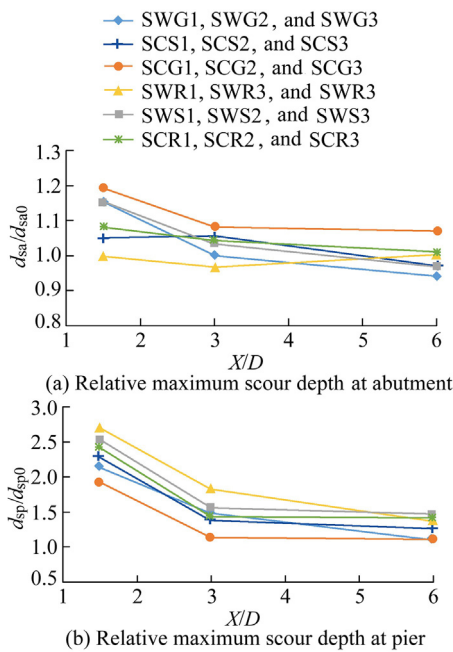 SWG1, SWG2, and SWG3
SCS1, SCS2, and SCS3
SCG1, SCG2, and SCG3
SWR1, SWR3, and SWR3
SWS1, SWS2, and SWS3
SCR1, SCR2, and SCR3
1.3
1.2
1.1
1.0
0.9
0.8
dsa/dsa0
1 2 3 4 5 6
X/D
(a) Relative maximum scour depth at abutment
3.0
2.5
2.0
1.5
1.0
0.5
dsp/dsp0
1 2 3 4 5 6
X/D
(b) Relative maximum scour depth at pier